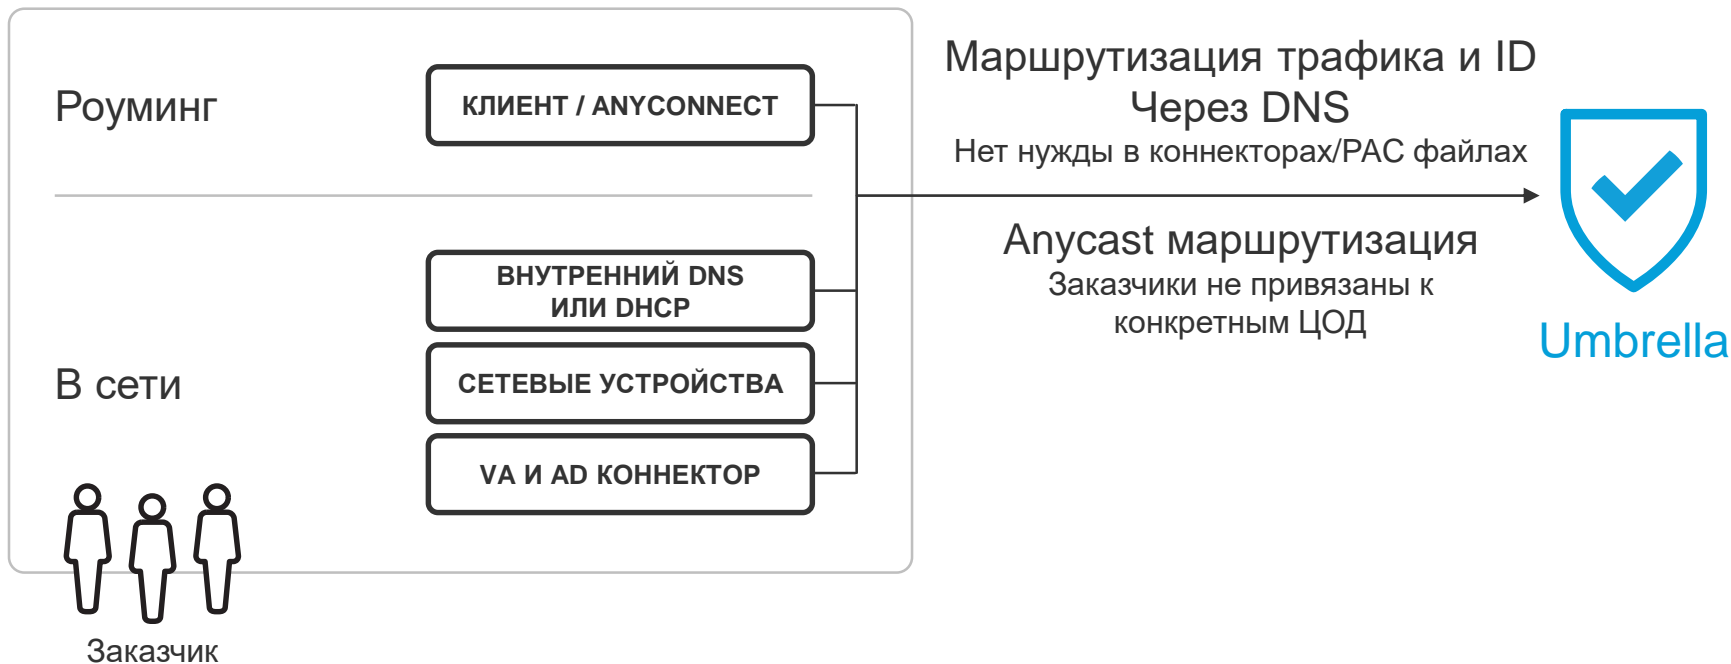 Роуминг
КЛИЕНТ / ANYCONNECT
Маршрутизация трафика и ID
Через DNS
Нет нужды в коннекторах/PAC файлах
Anycast маршрутизация
Заказчики не привязаны к
конкретным ЦОД
Umbrella
В сети
ВНУТРЕННИЙ DNS
ИЛИ DHCP
СЕТЕВЫЕ УСТРОЙСТВА
VA И AD КОННЕКТОР
Заказчик